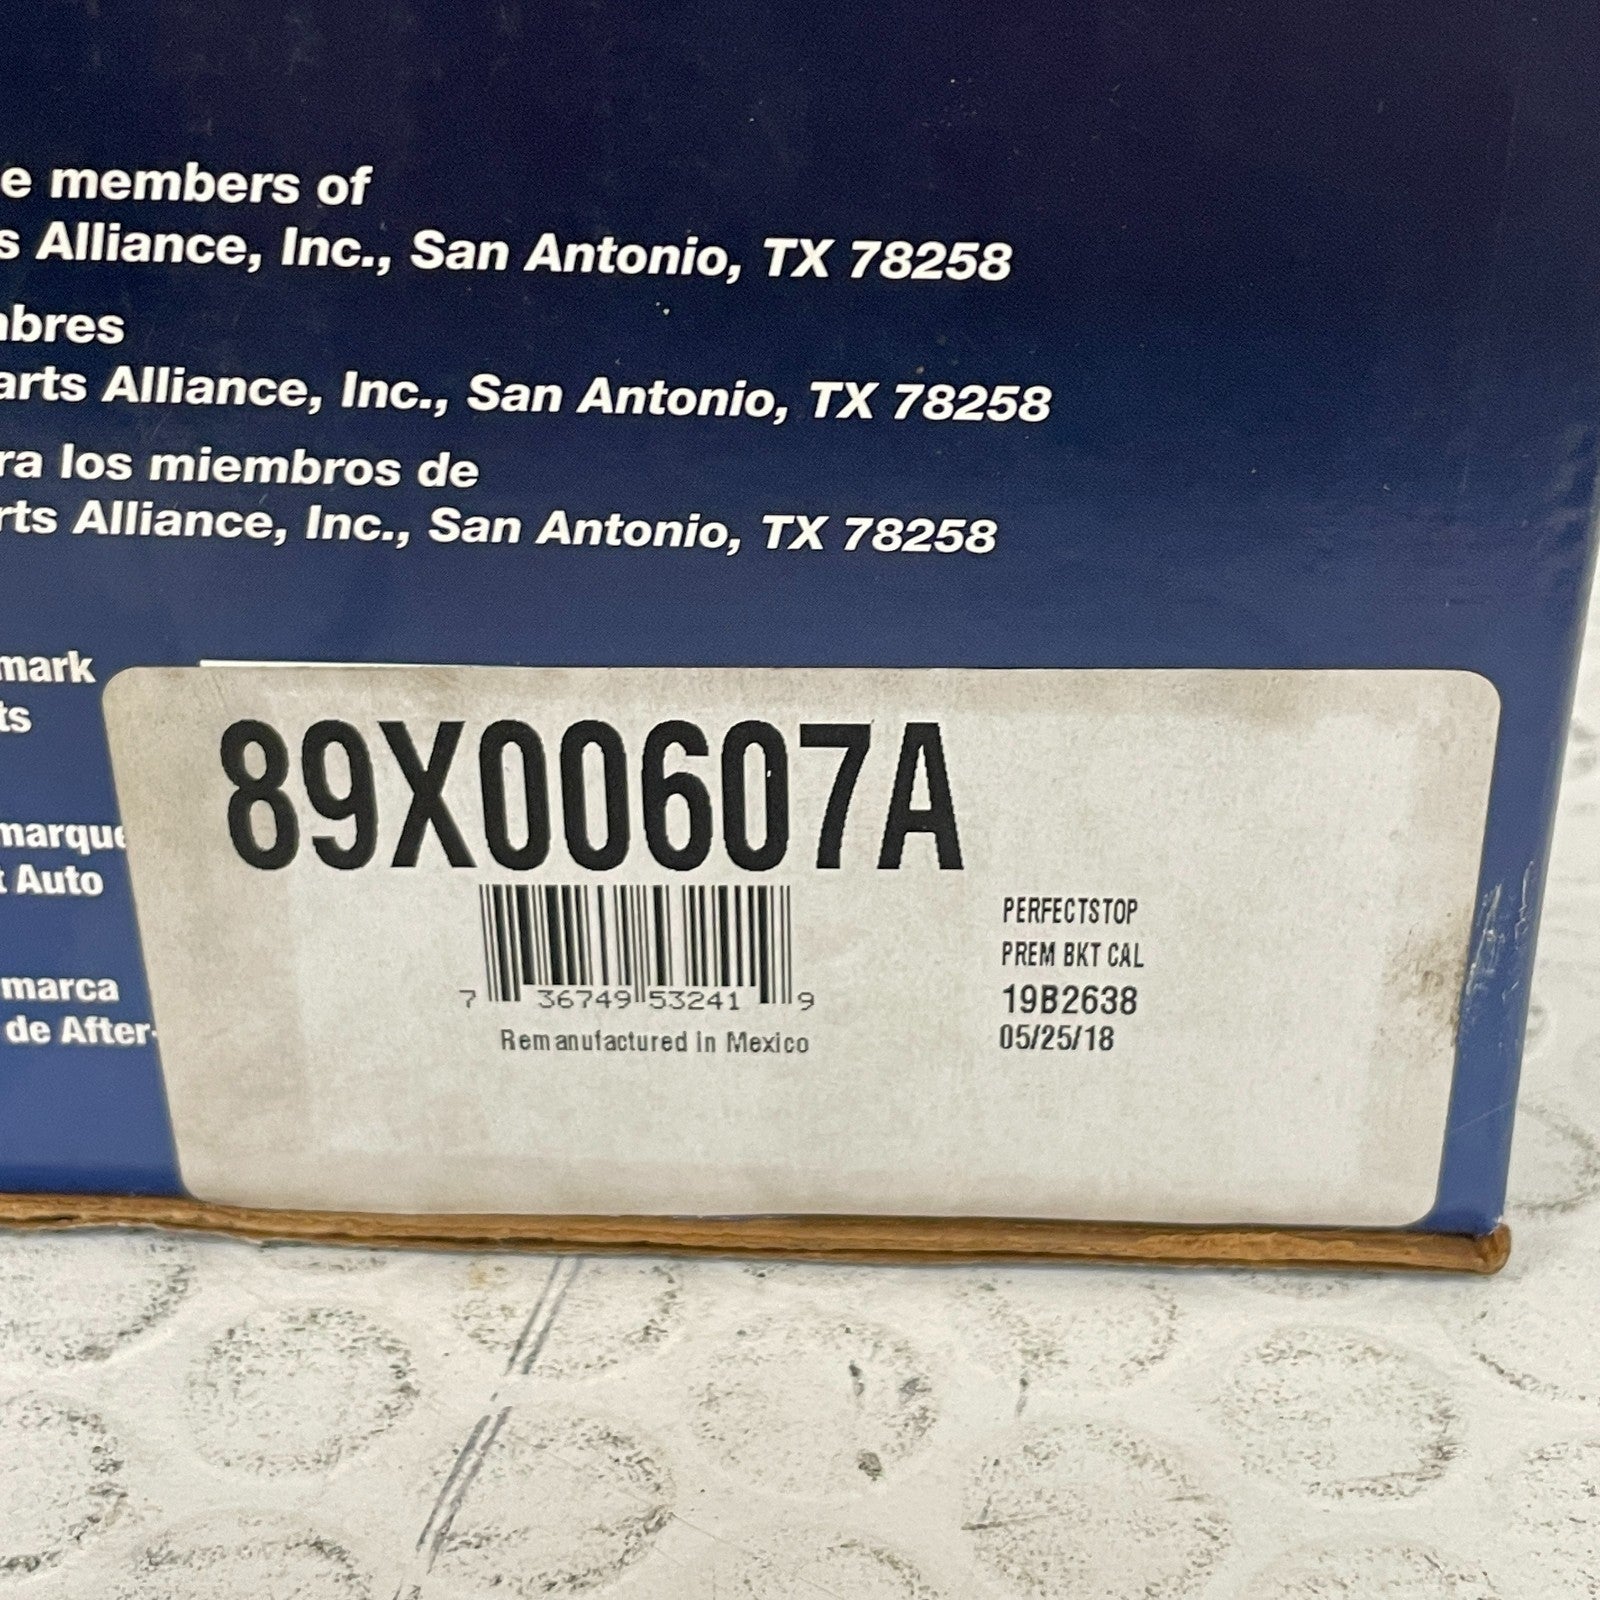 e members of
s Alliance, Inc., San Antonio, TX 78258
bres
arts Alliance, Inc., San Antonio, TX 78258
ra los miembros de
rts Alliance, Inc., San Antonio, TX 78258
mark
ts
marque
t Auto
marca
de After-
89X00607A
7 36749 53241 9
Remanufactured in Mexico
PERFECTSTOP
PREM BKT CAL
19B2638
05/25/18